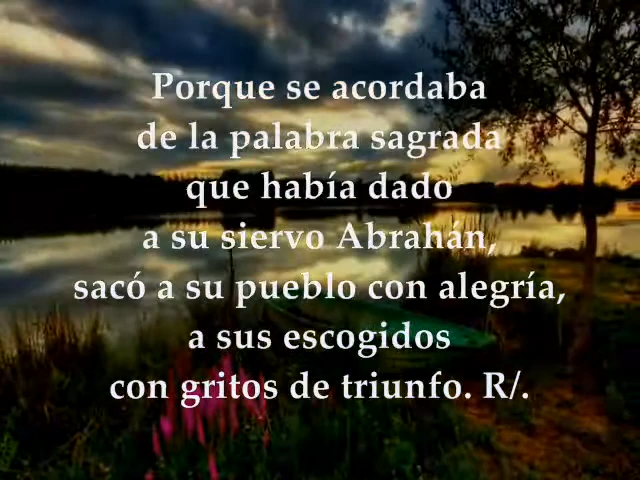 Porque se acordaba
de la palabra sagrada
que había dado
a su siervo Abrahán,
sacó a su pueblo con alegría,
a sus escogidos
con gritos de triunfo. R/.